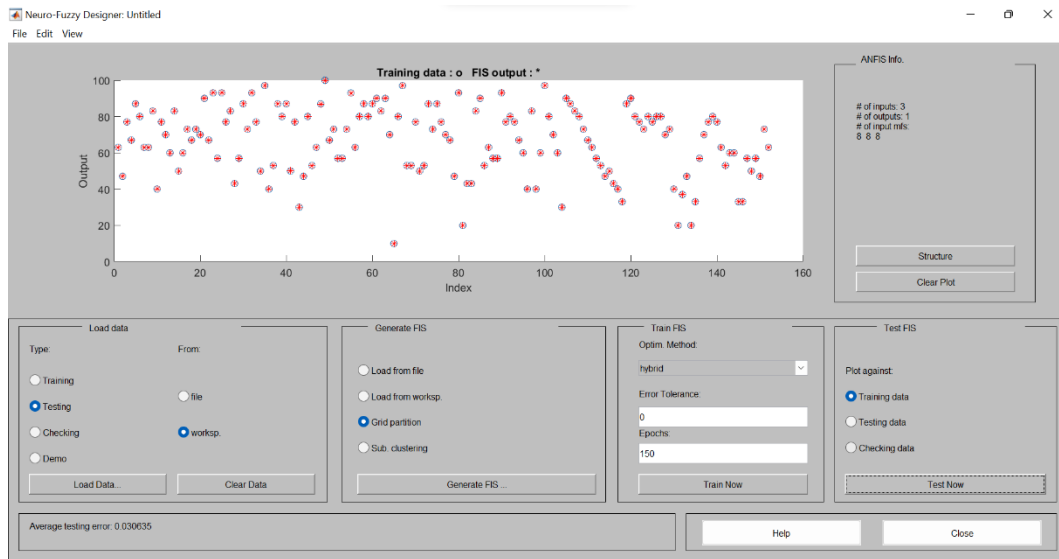 Neuro-Fuzzy Designer: Untitled
File Edit View
Training data : o FIS output : *
100
80
60
40
20
0
Output
0 20 40 60 80 100 120 140 160
Index
ANFIS Info.
# of inputs: 3
# of outputs: 1
# of input mfs:
8 8 8
Structure
Clear Plot
Load data
Type:
From:
Training
Testing
Checking
Demo
file
worksp.
Load Data...
Clear Data
Generate FIS
Load from file
Load from worksp.
Grid partition
Sub. clustering
Generate FIS ...
Train FIS
Optim. Method:
hybrid
Error Tolerance:
0
Epochs:
150
Train Now
Test FIS
Plot against:
Training data
Testing data
Checking data
Test Now
Average testing error: 0.030635
Help
Close